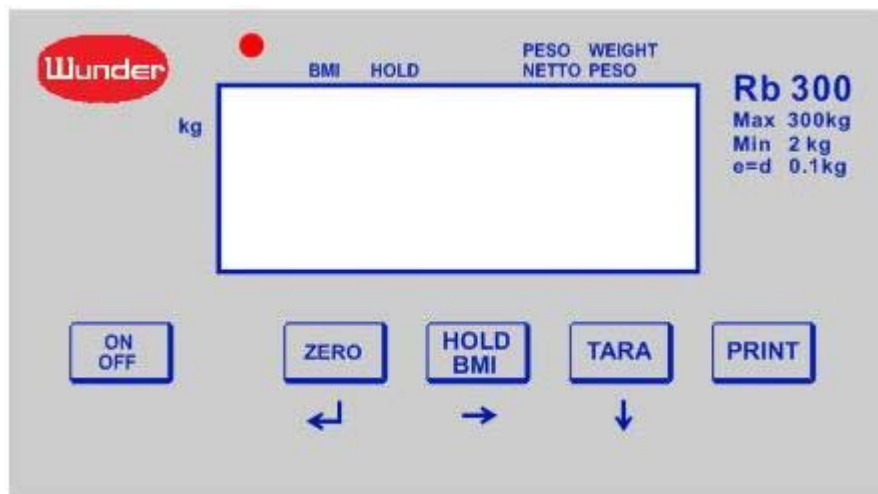 Wunder
BMI HOLD
PESO WEIGHT
NETTO PESO
kg
Rb 300
Max 300kg
Min 2 kg
e=d 0.1kg
ON
OFF
ZERO
HOLD
BMI
TARA
PRINT